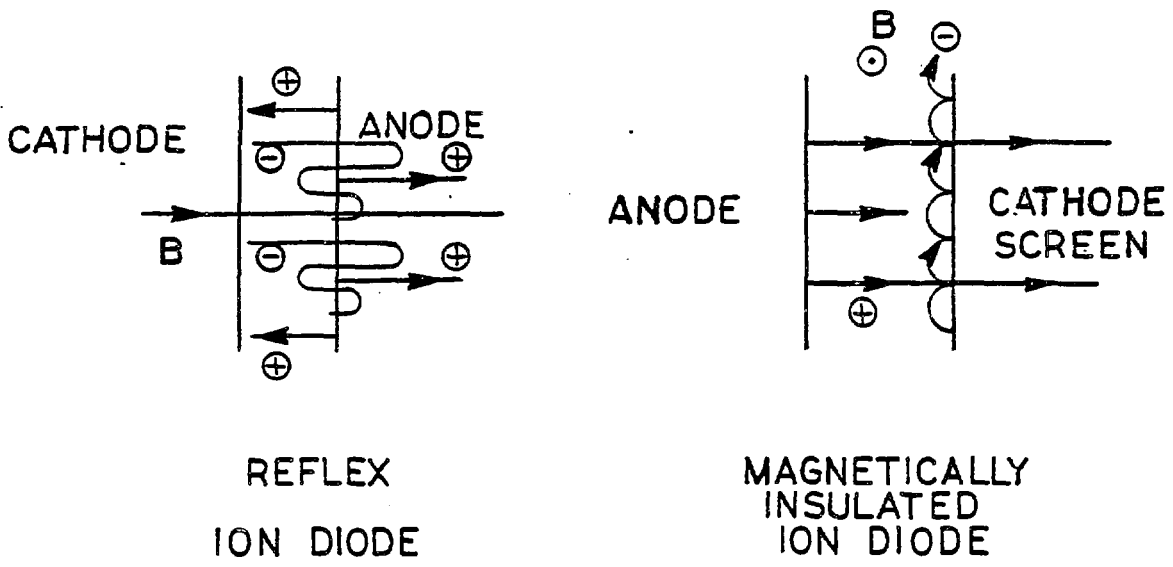 CATHODE
ANODE
B
REFLEX
ION DIODE
B
ANODE
CATHODE
SCREEN
MAGNETICALLY
INSULATED
ION DIODE